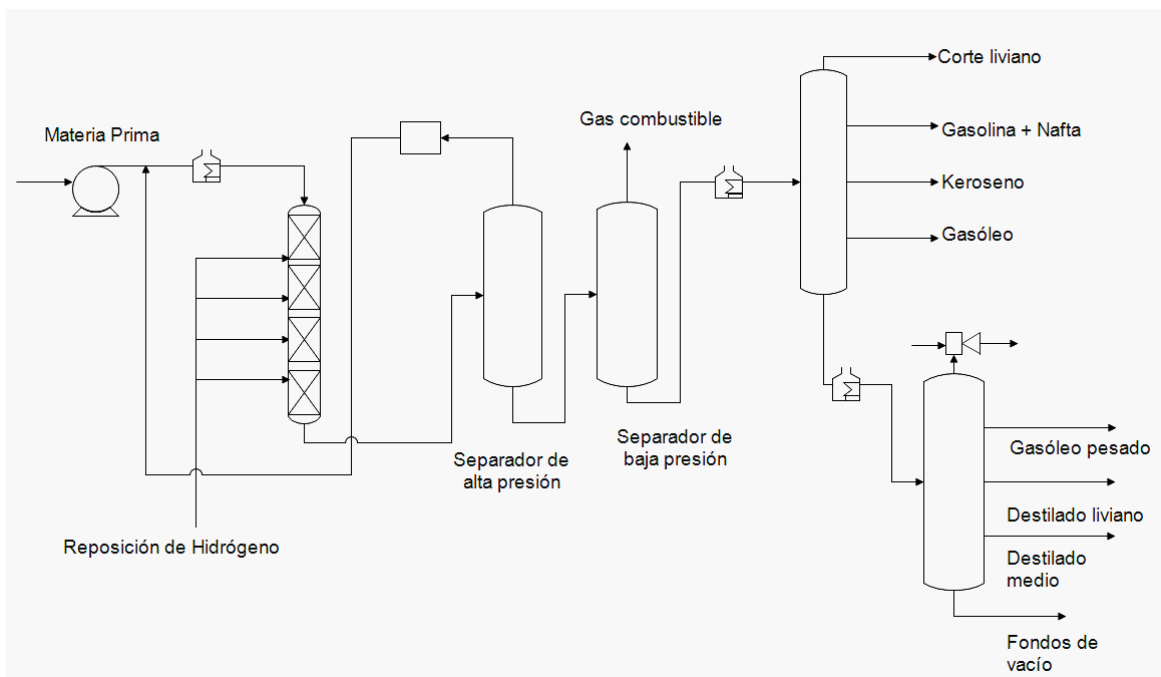 Corte liviano
Gas combustible
Materia Prima
Gasolina + Nafta
Keroseno
Gasóleo
Separador de
baja presión
Gasóleo pesado
Separador de
alta presión
Destilado liviano
Reposición de Hidrógeno
Destilado
medio
Fondos de
vacío